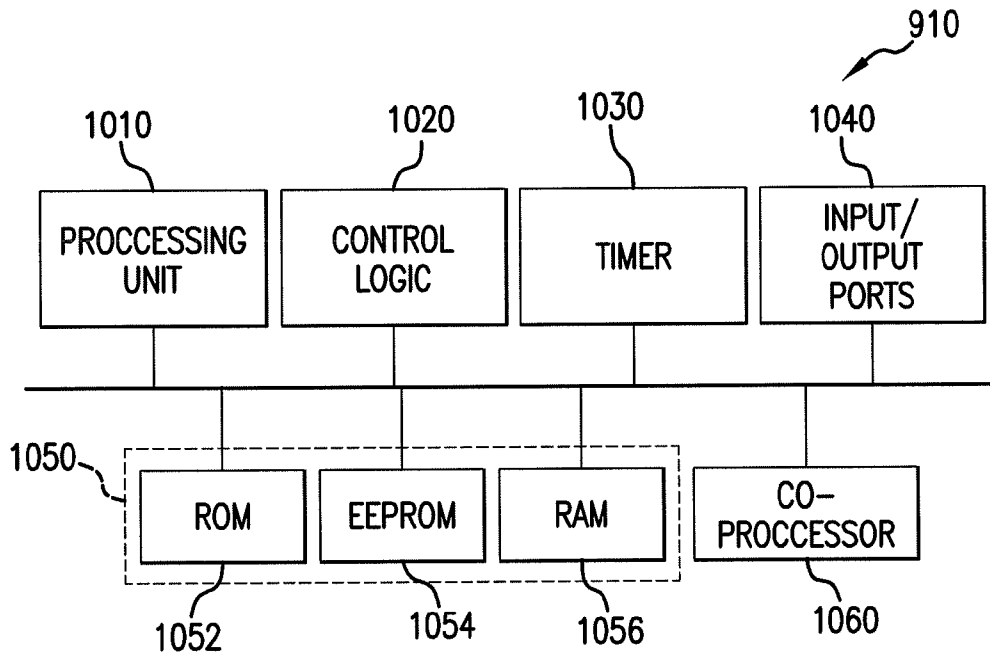 910
1010
1020
1030
1040
PROCCESSING
UNIT
CONTROL
LOGIC
TIMER
INPUT/
OUTPUT
PORTS
1050
ROM
EEPROM
RAM
CO-
PROCCESSOR
1052
1054
1056
1060